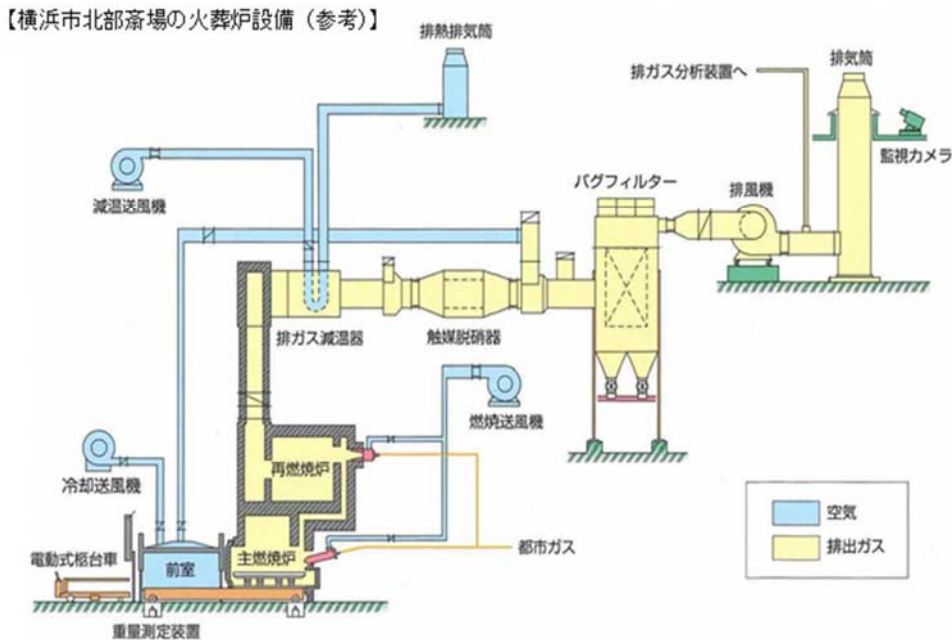 【横浜市北部斎場の火葬炉設備（参考）】
排熱排気筒
排気筒
排ガス分析装置へ
監視カメラ
減温送風機
バグフィルター
排風機
排ガス減温器
触媒脱硝器
燃焼送風機
再燃焼炉
冷却送風機
空気
排出ガス
都市ガス
電動式柩台車
前室
主燃焼炉
重量測定装置